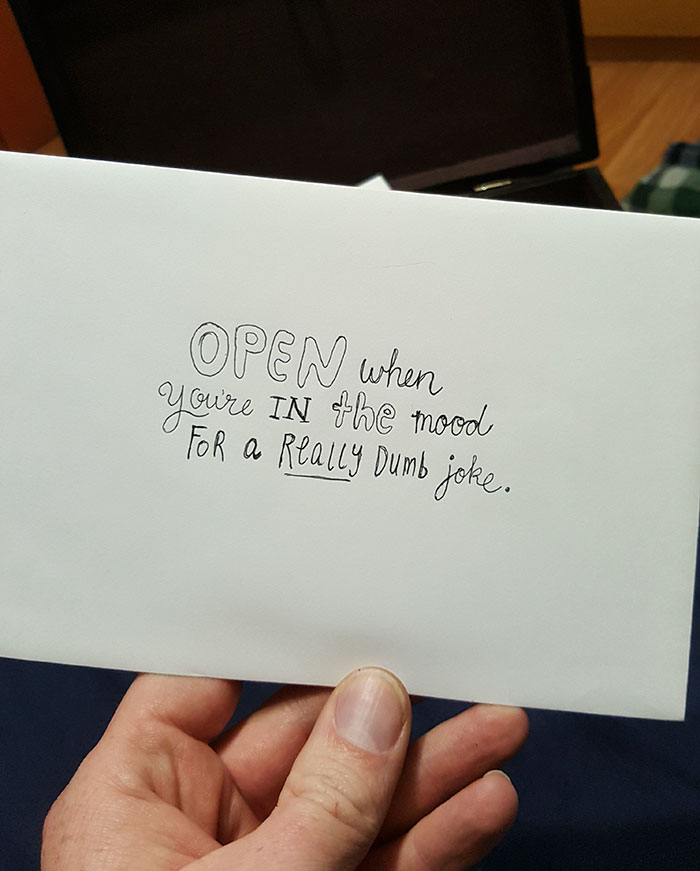 OPEN when
you're IN the mood
FOR a Really Dumb joke.